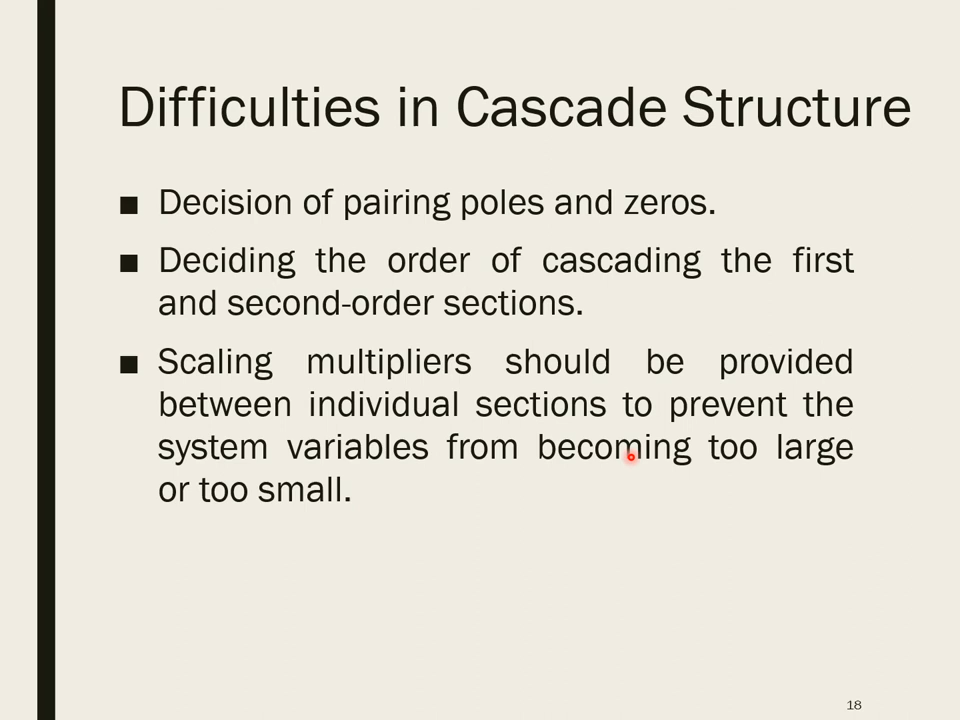 Difficulties in Cascade Structure
■ Decision of pairing poles and zeros.
■ Deciding the order of cascading the first
and second-order sections.
■ Scaling multipliers should be provided
between individual sections to prevent the
system variables from becoming too large
or too small.
18